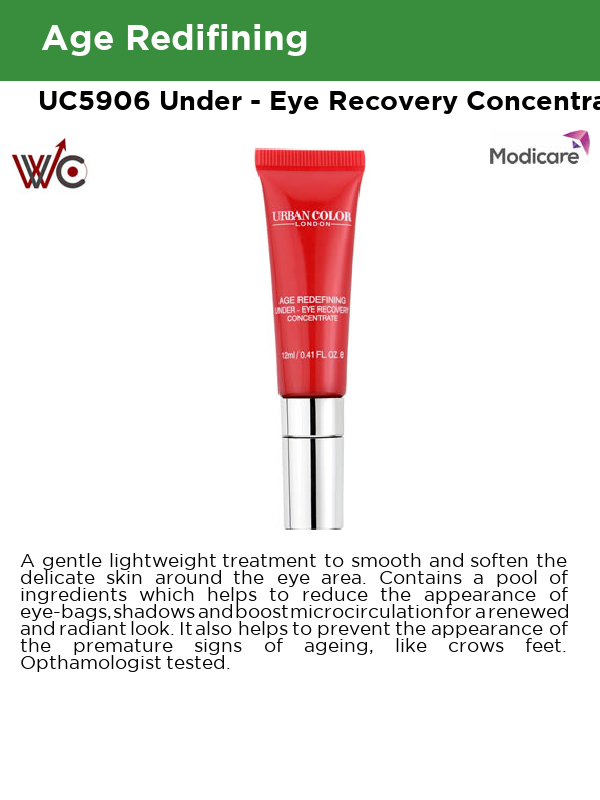 Age Redifining
UC5906 Under - Eye Recovery Concentra
WC
Modicare
URBAN COLOR
LONDON
AGE REDEFINING
UNDER - EYE RECOVERY
CONCENTRATE
12ml / 0.41 FL. OZ. e
A gentle lightweight treatment to smooth and soften the
delicate skin around the eye area. Contains a pool of
ingredients which helps to reduce the appearance of
eye-bags, shadows and boost microcirculation for a renewed
and radiant look. It also helps to prevent the appearance of
the premature signs of ageing, like crows feet.
Opthamologist tested.